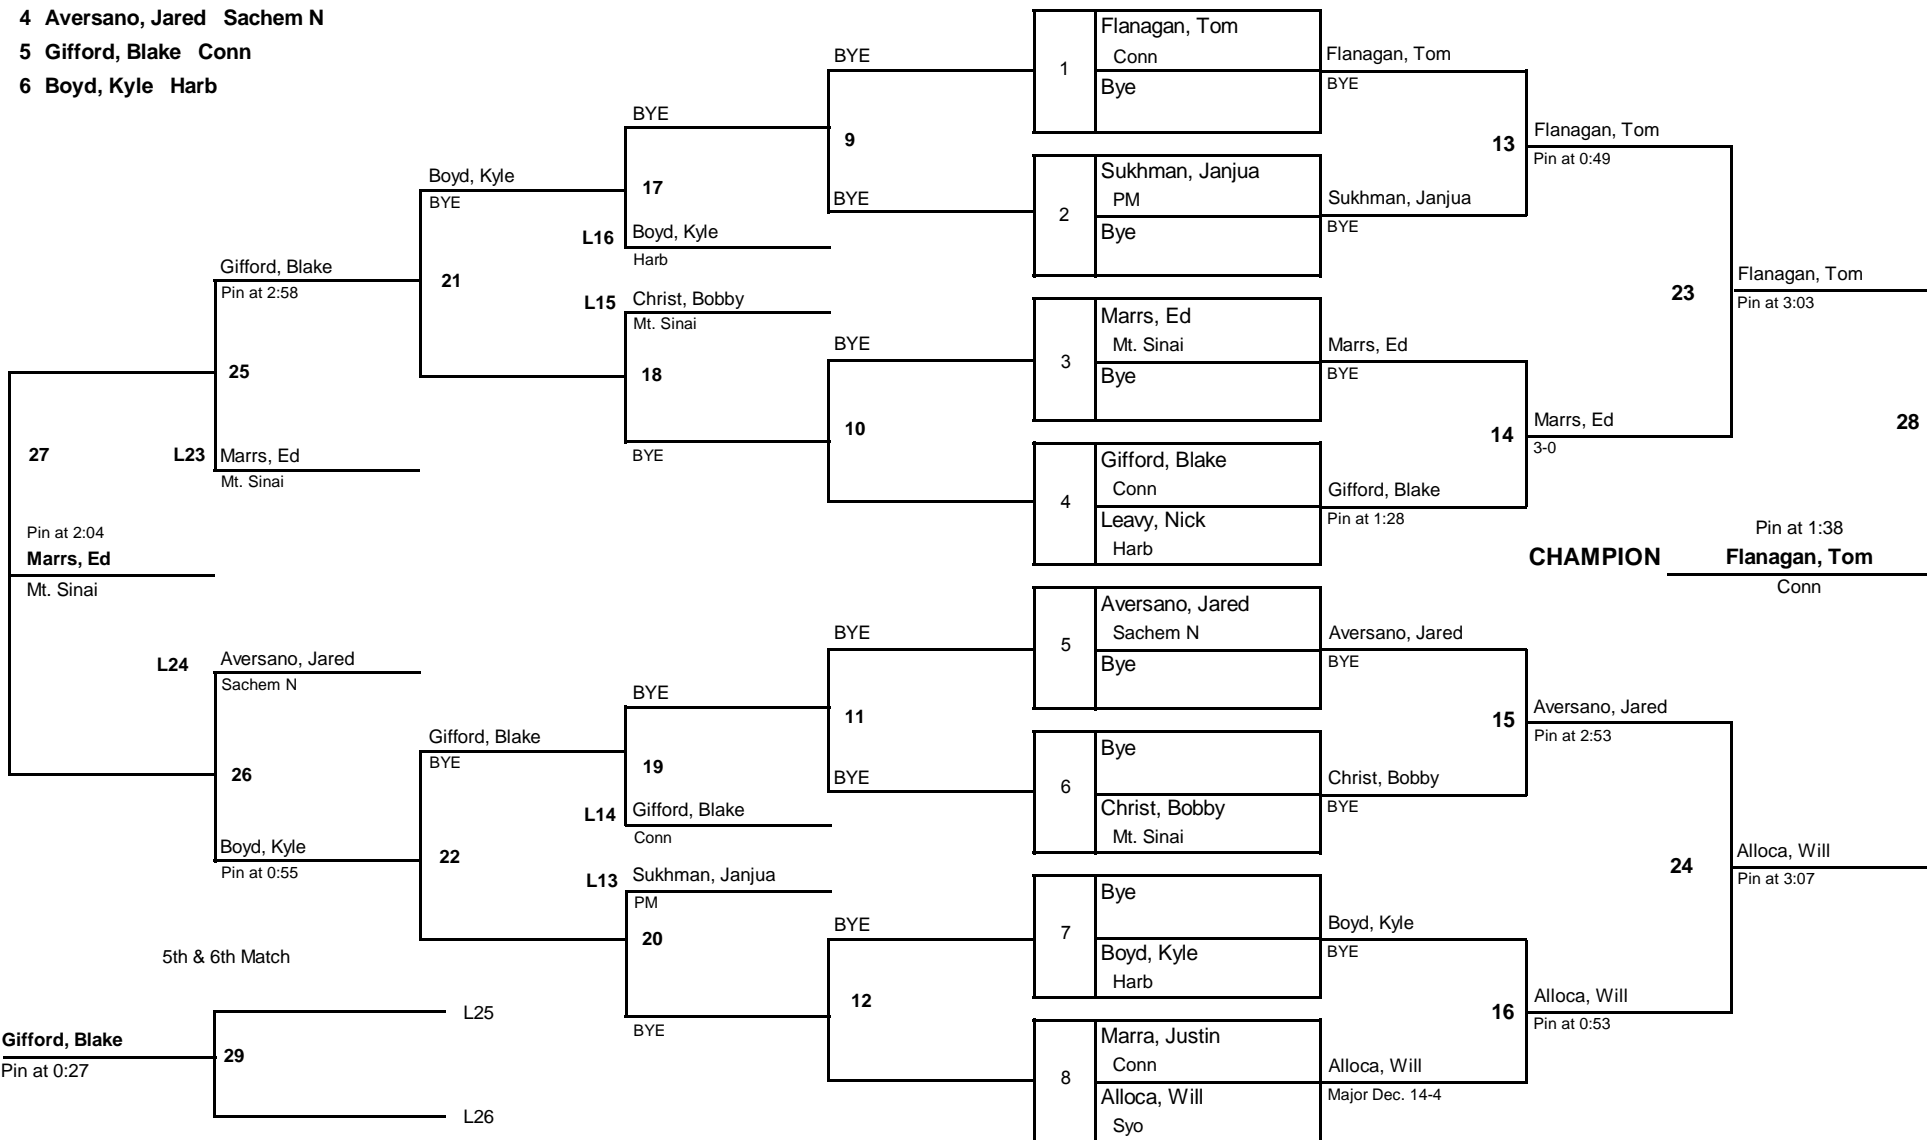 4 Aversano, Jared Sachem N
5 Gifford, Blake Conn
6 Boyd, Kyle Harb
BYE
BYE
9
BYE
17
L16 Boyd, Kyle
Harb
Boyd, Kyle
BYE
21
L15 Christ, Bobby
Mt. Sinai
18
BYE
BYE
10
Gifford, Blake
Pin at 2:58
25
L23 Marrs, Ed
Mt. Sinai
27
Pin at 2:04
Marrs, Ed
Mt. Sinai
L24 Aversano, Jared
Sachem N
26
Boyd, Kyle
Pin at 0:55
Gifford, Blake
BYE
22
BYE
19
L14 Gifford, Blake
Conn
L13 Sukhman, Janjua
PM
20
BYE
BYE
11
BYE
BYE
12
5th & 6th Match
L25
Gifford, Blake
29
Pin at 0:27
L26
1
Flanagan, Tom
Conn
Bye
2
Sukhman, Janjua
PM
Bye
3
Marrs, Ed
Mt. Sinai
Bye
4
Gifford, Blake
Conn
Leavy, Nick
Harb
5
Aversano, Jared
Sachem N
Bye
6
Bye
Christ, Bobby
Mt. Sinai
7
Bye
Boyd, Kyle
Harb
8
Marra, Justin
Conn
Alloca, Will
Syo
Flanagan, Tom
BYE
13
Sukhman, Janjua
BYE
Marrs, Ed
BYE
14
Gifford, Blake
Pin at 1:28
Aversano, Jared
BYE
15
Christ, Bobby
BYE
Boyd, Kyle
BYE
16
Alloca, Will
Major Dec. 14-4
Flanagan, Tom
Pin at 0:49
23
Marrs, Ed
3-0
Aversano, Jared
Pin at 2:53
24
Alloca, Will
Pin at 0:53
Flanagan, Tom
Pin at 3:03
28
Pin at 1:38
CHAMPION Flanagan, Tom
Conn
Alloca, Will
Pin at 3:07